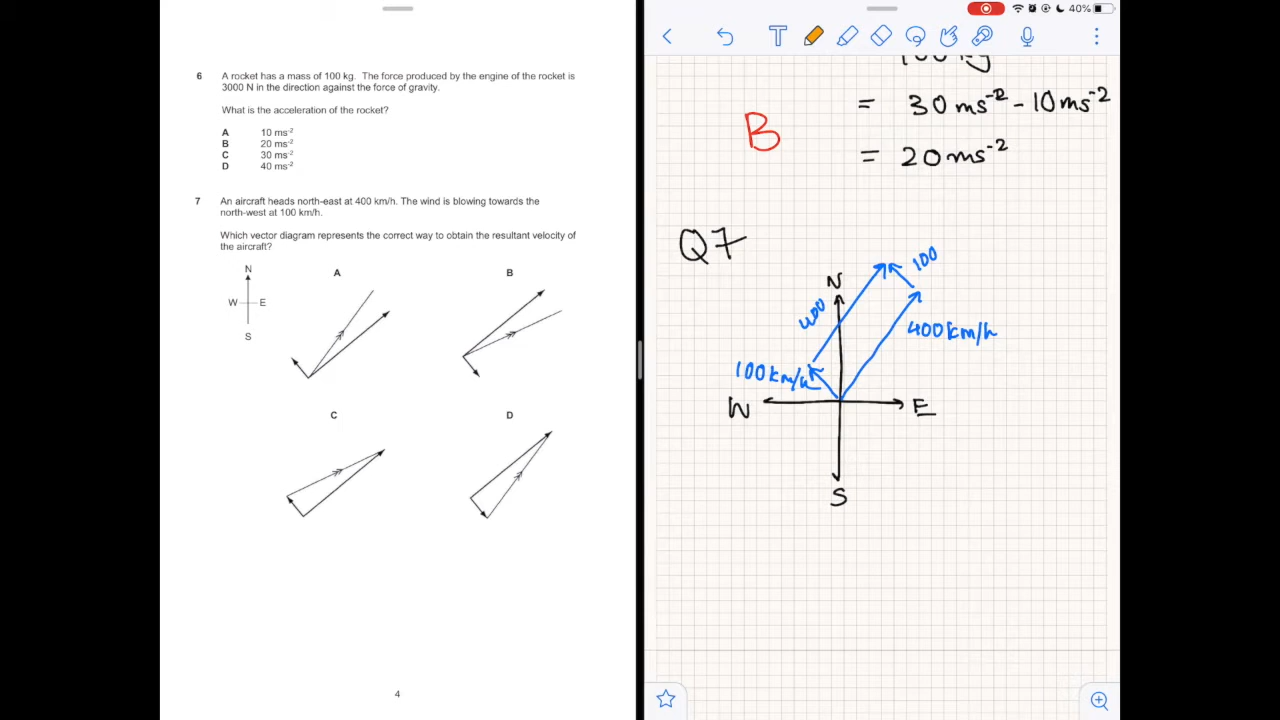 40%
6 A rocket has a mass of 100 kg. The force produced by the engine of the rocket is
3000 N in the direction against the force of gravity.
What is the acceleration of the rocket?
A 10 ms⁻²
B 20 ms⁻²
C 30 ms⁻²
D 40 ms⁻²
7 An aircraft heads north-east at 400 km/h. The wind is blowing towards the
north-west at 100 km/h.
Which vector diagram represents the correct way to obtain the resultant velocity of
the aircraft?
N
W E
S
A
B
C
D
4
100 kg
= 30 ms⁻² - 10 ms⁻²
B
= 20 ms⁻²
Q7
N
100
400
400 km/h
100 km/h
W
E
S